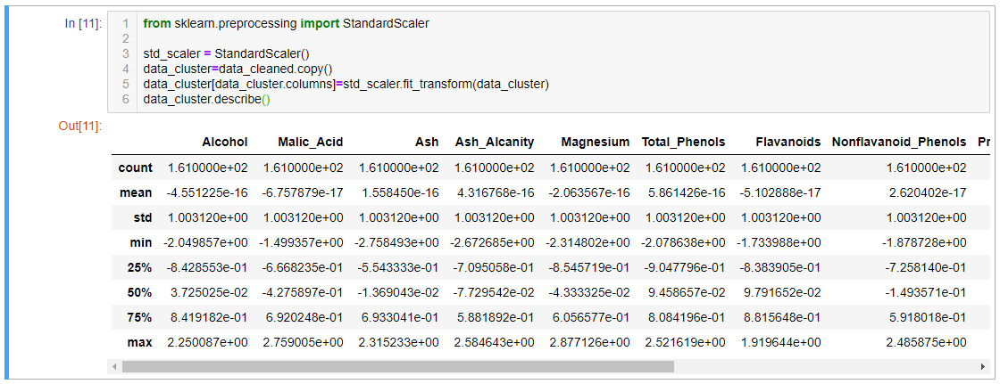 In [11]:
1 from sklearn.preprocessing import StandardScaler
2
3 std_scaler = StandardScaler()
4 data_cluster=data_cleaned.copy()
5 data_cluster[data_cluster.columns]=std_scaler.fit_transform(data_cluster)
6 data_cluster.describe()
Out[11]:
Alcohol Malic_Acid Ash Ash_Alcanity Magnesium Total_Phenols Flavanoids Nonflavanoid_Phenols Pr
count 1.610000e+02 1.610000e+02 1.610000e+02 1.610000e+02 1.610000e+02 1.610000e+02 1.610000e+02 1.610000e+02
mean -4.551225e-16 -6.757879e-17 1.558450e-16 4.316768e-16 -2.063567e-16 5.861426e-16 -5.102888e-17 2.620402e-17
std 1.003120e+00 1.003120e+00 1.003120e+00 1.003120e+00 1.003120e+00 1.003120e+00 1.003120e+00 1.003120e+00
min -2.049857e+00 -1.499357e+00 -2.758493e+00 -2.672685e+00 -2.314802e+00 -2.078638e+00 -1.733988e+00 -1.878728e+00
25% -8.428553e-01 -6.668235e-01 -5.543333e-01 -7.095058e-01 -8.545719e-01 -9.047796e-01 -8.383905e-01 -7.258140e-01
50% 3.725025e-02 -4.275897e-01 -1.369043e-02 -7.729542e-02 -4.333325e-02 9.458657e-02 9.791652e-02 -1.493571e-01
75% 8.419182e-01 6.920248e-01 6.933041e-01 5.881892e-01 6.056577e-01 8.084196e-01 8.815648e-01 5.918018e-01
max 2.250087e+00 2.759005e+00 2.315233e+00 2.584643e+00 2.877126e+00 2.521619e+00 1.919644e+00 2.485875e+00